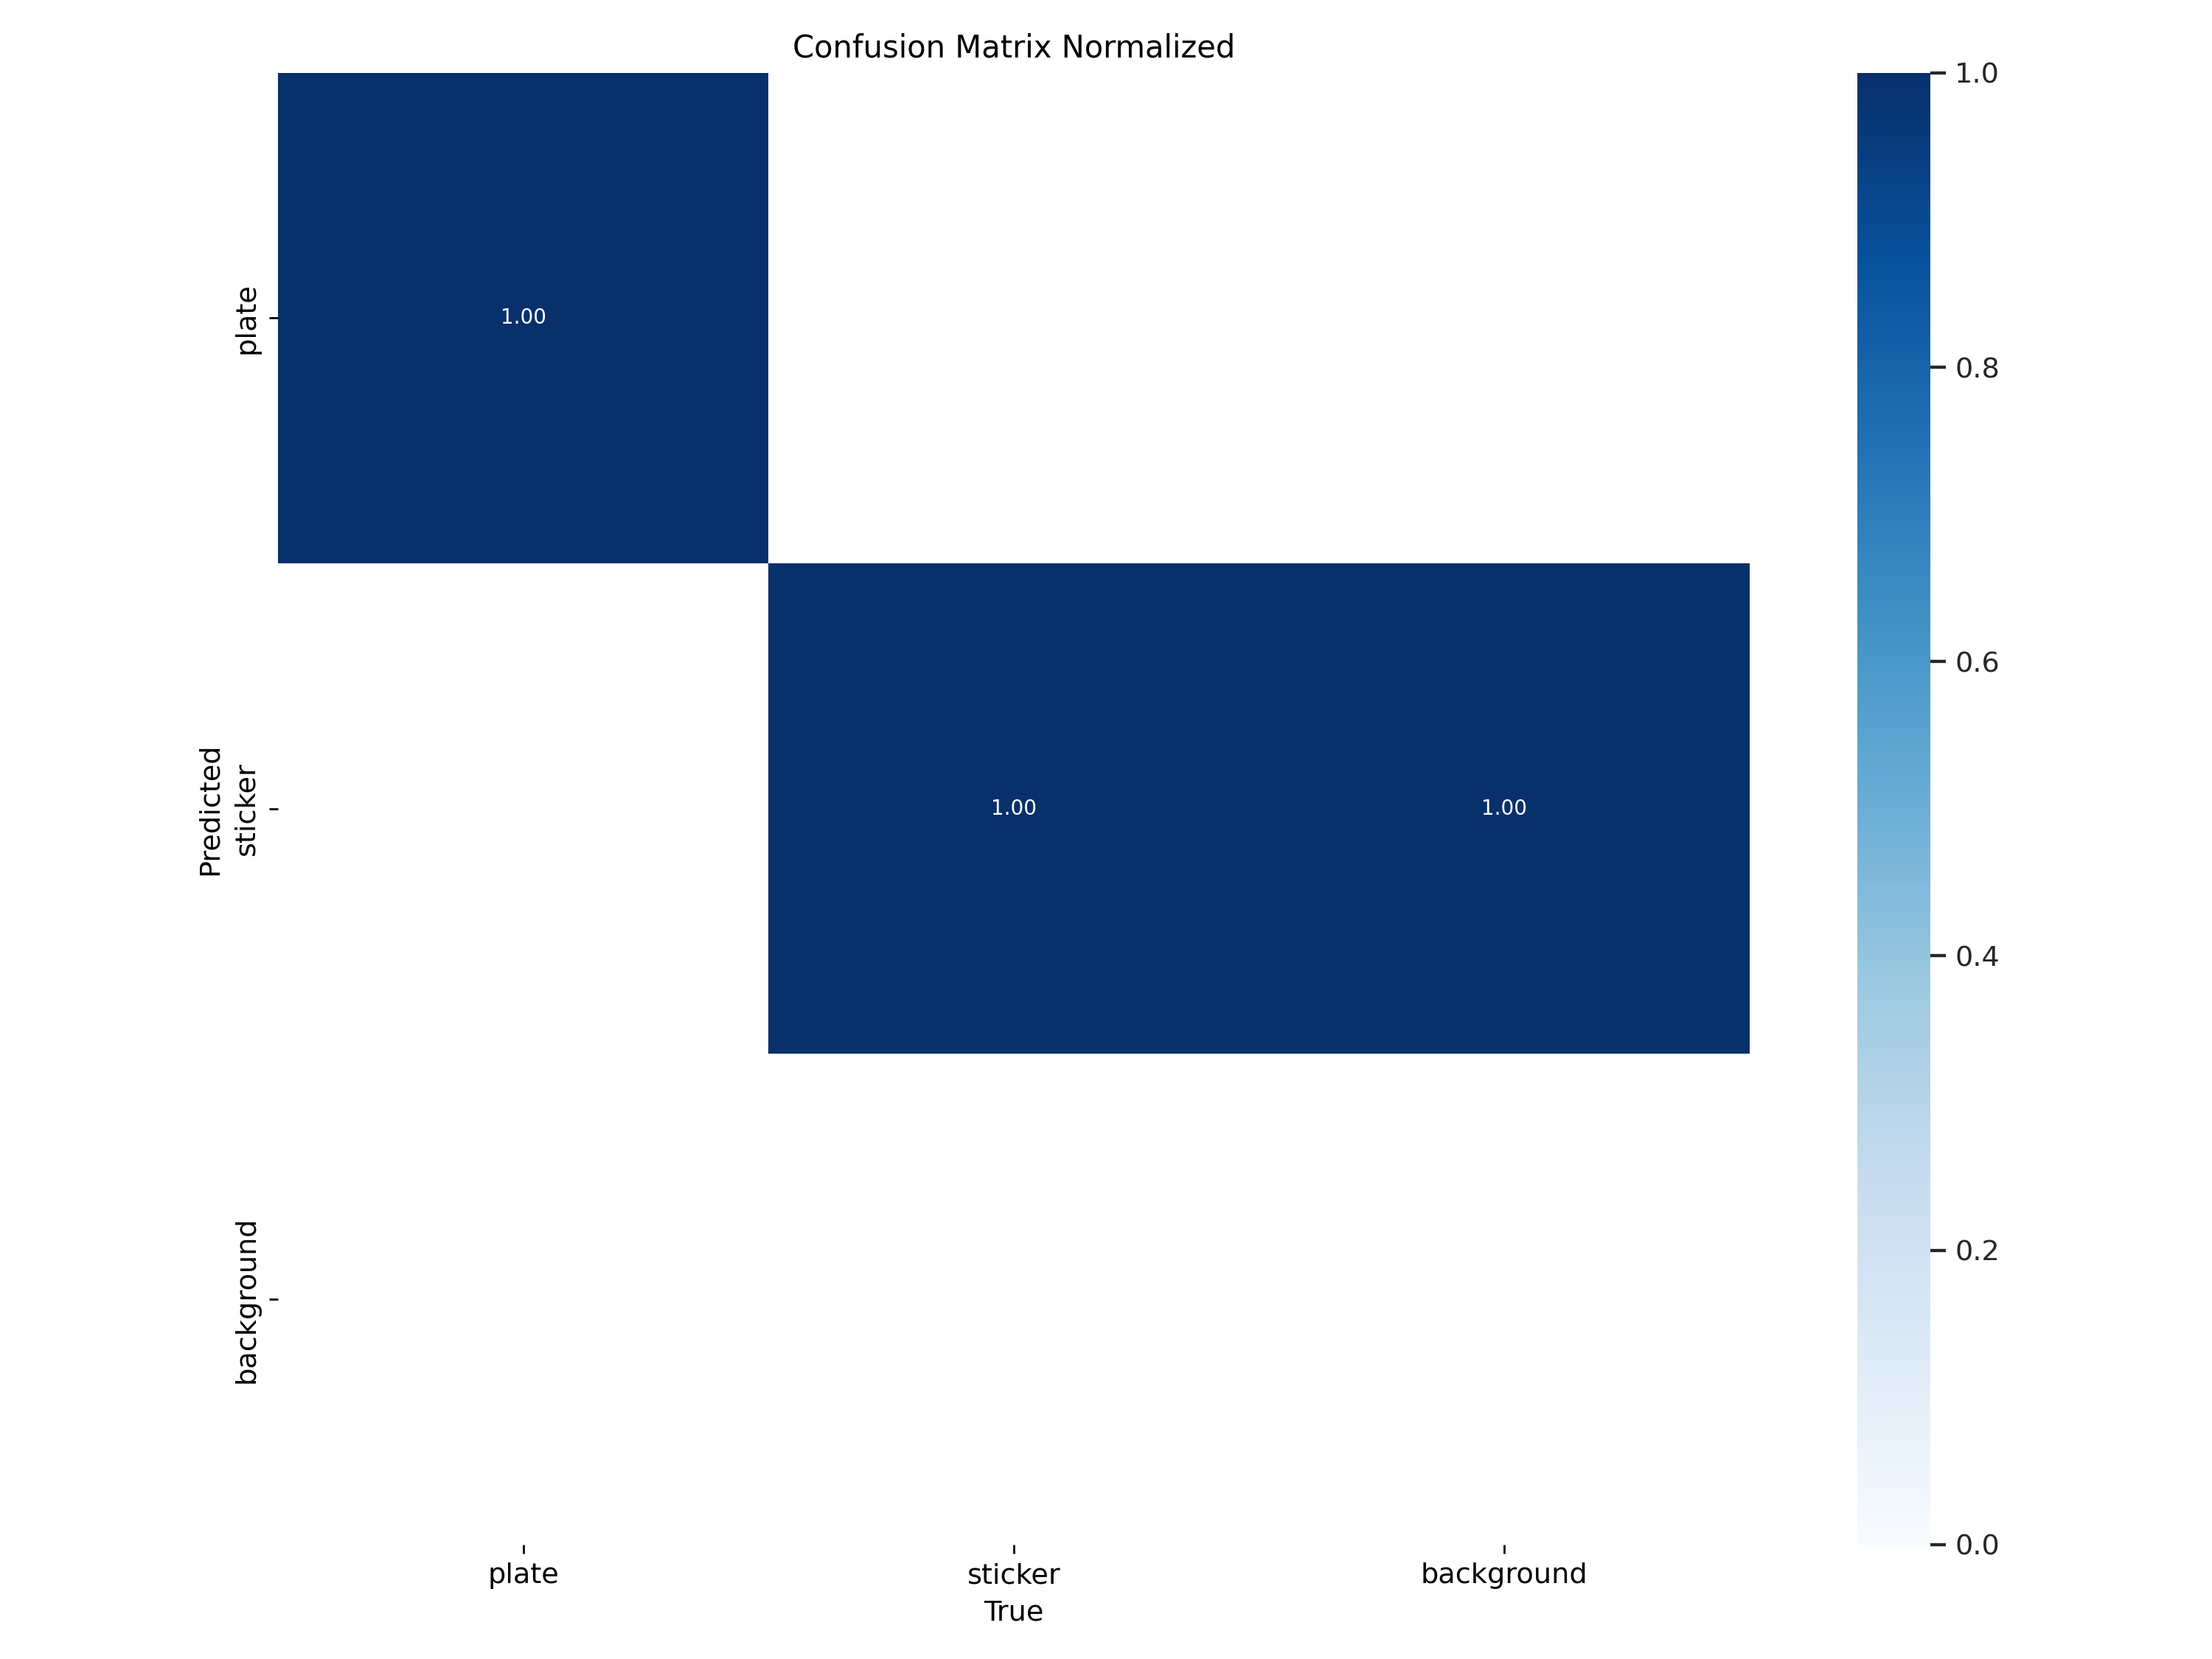 Confusion Matrix Normalized
plate
1.00
Predicted
sticker
1.00 1.00
background
plate sticker background
True
1.0
0.8
0.6
0.4
0.2
0.0